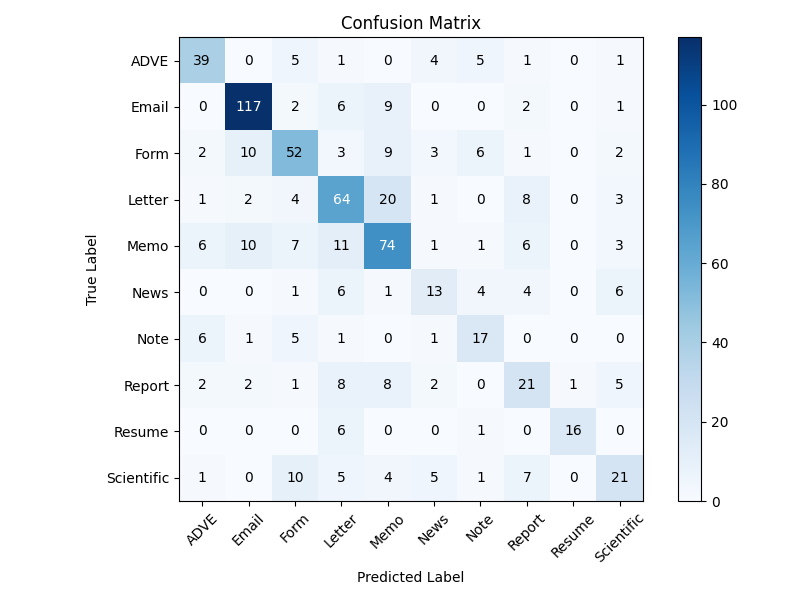 Confusion Matrix
ADVE 39 0 5 1 0 4 5 1 0 1
Email 0 117 2 6 9 0 0 2 0 1
Form 2 10 52 3 9 3 6 1 0 2
Letter 1 2 4 64 20 1 0 8 0 3
Memo 6 10 7 11 74 1 1 6 0 3
News 0 0 1 6 1 13 4 4 0 6
Note 6 1 5 1 0 1 17 0 0 0
Report 2 2 1 8 8 2 0 21 1 5
Resume 0 0 0 6 0 0 1 0 16 0
Scientific 1 0 10 5 4 5 1 7 0 21
ADVE Email Form Letter Memo News Note Report Resume Scientific
Predicted Label
True Label
100
80
60
40
20
0